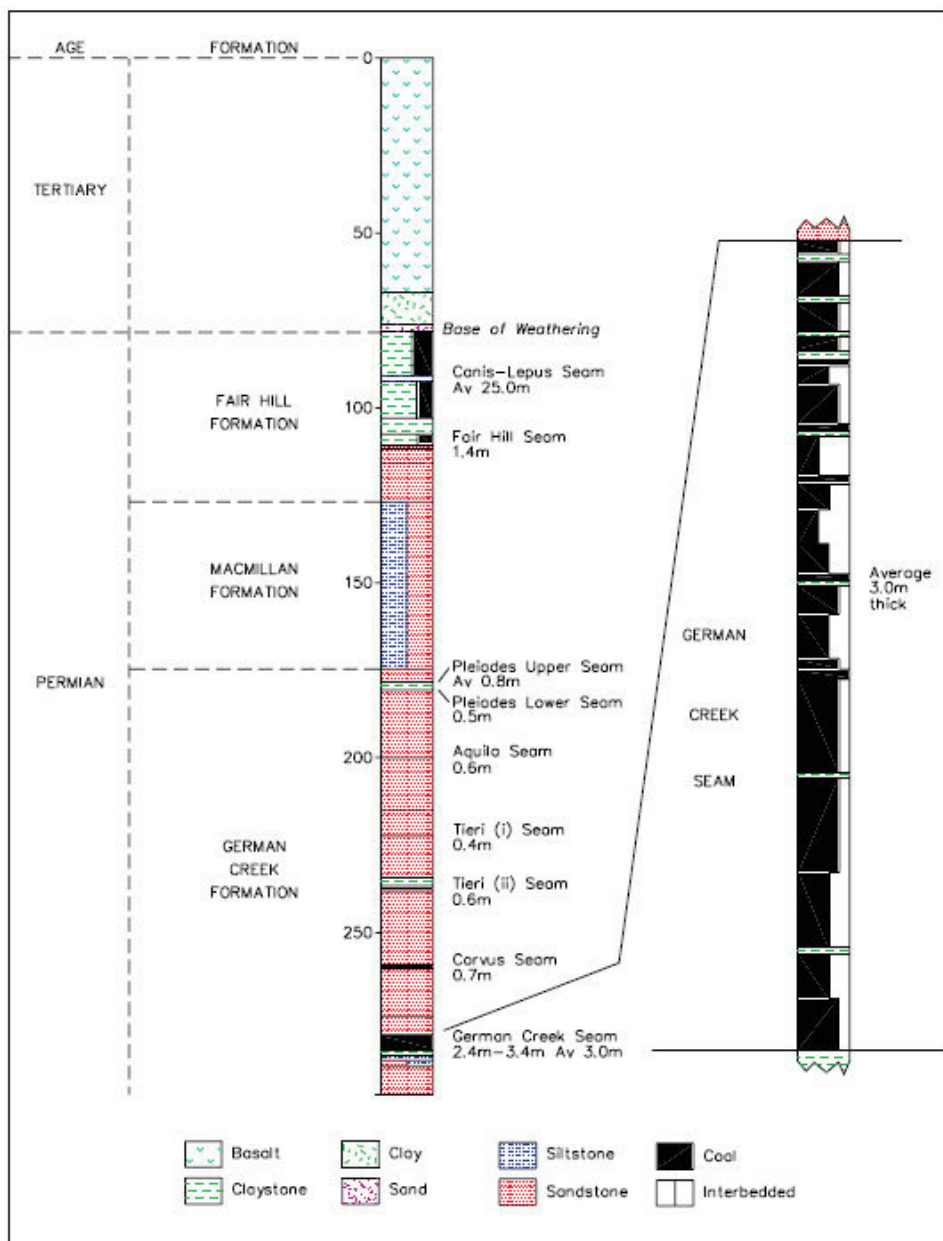 AGE
FORMATION
0
TERTIARY
50
Base of Weathering
Canis-Lepus Seam
Av 25.0m
FAIR HILL
FORMATION
100
Fair Hill Seam
1.4m
MACMILLAN
FORMATION
150
PERMIAN
Pleiodes Upper Seam
Av 0.8m
Pleiodes Lower Seam
0.5m
200
Aquila Seam
0.6m
Tieri (i) Seam
0.4m
GERMAN
CREEK
FORMATION
Tieri (ii) Seam
0.6m
250
Corvus Seam
0.7m
German Creek Seam
2.4m-3.4m Av 3.0m
Average
3.0m
thick
GERMAN
CREEK
SEAM
Basalt
Clay
Siltstone
Coal
Claystone
Sand
Sandstone
Interbedded